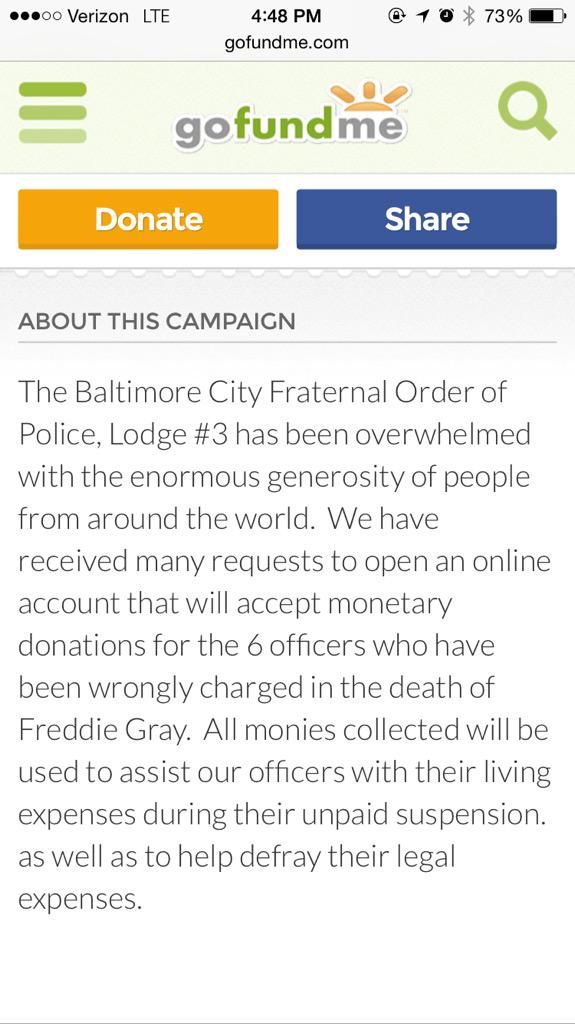 Verizon LTE 4:48 PM 73%
gofundme.com
gofundme
Donate Share
ABOUT THIS CAMPAIGN
The Baltimore City Fraternal Order of
Police, Lodge #3 has been overwhelmed
with the enormous generosity of people
from around the world.  We have
received many requests to open an online
account that will accept monetary
donations for the 6 officers who have
been wrongly charged in the death of
Freddie Gray.  All monies collected will be
used to assist our officers with their living
expenses during their unpaid suspension.
as well as to help defray their legal
expenses.